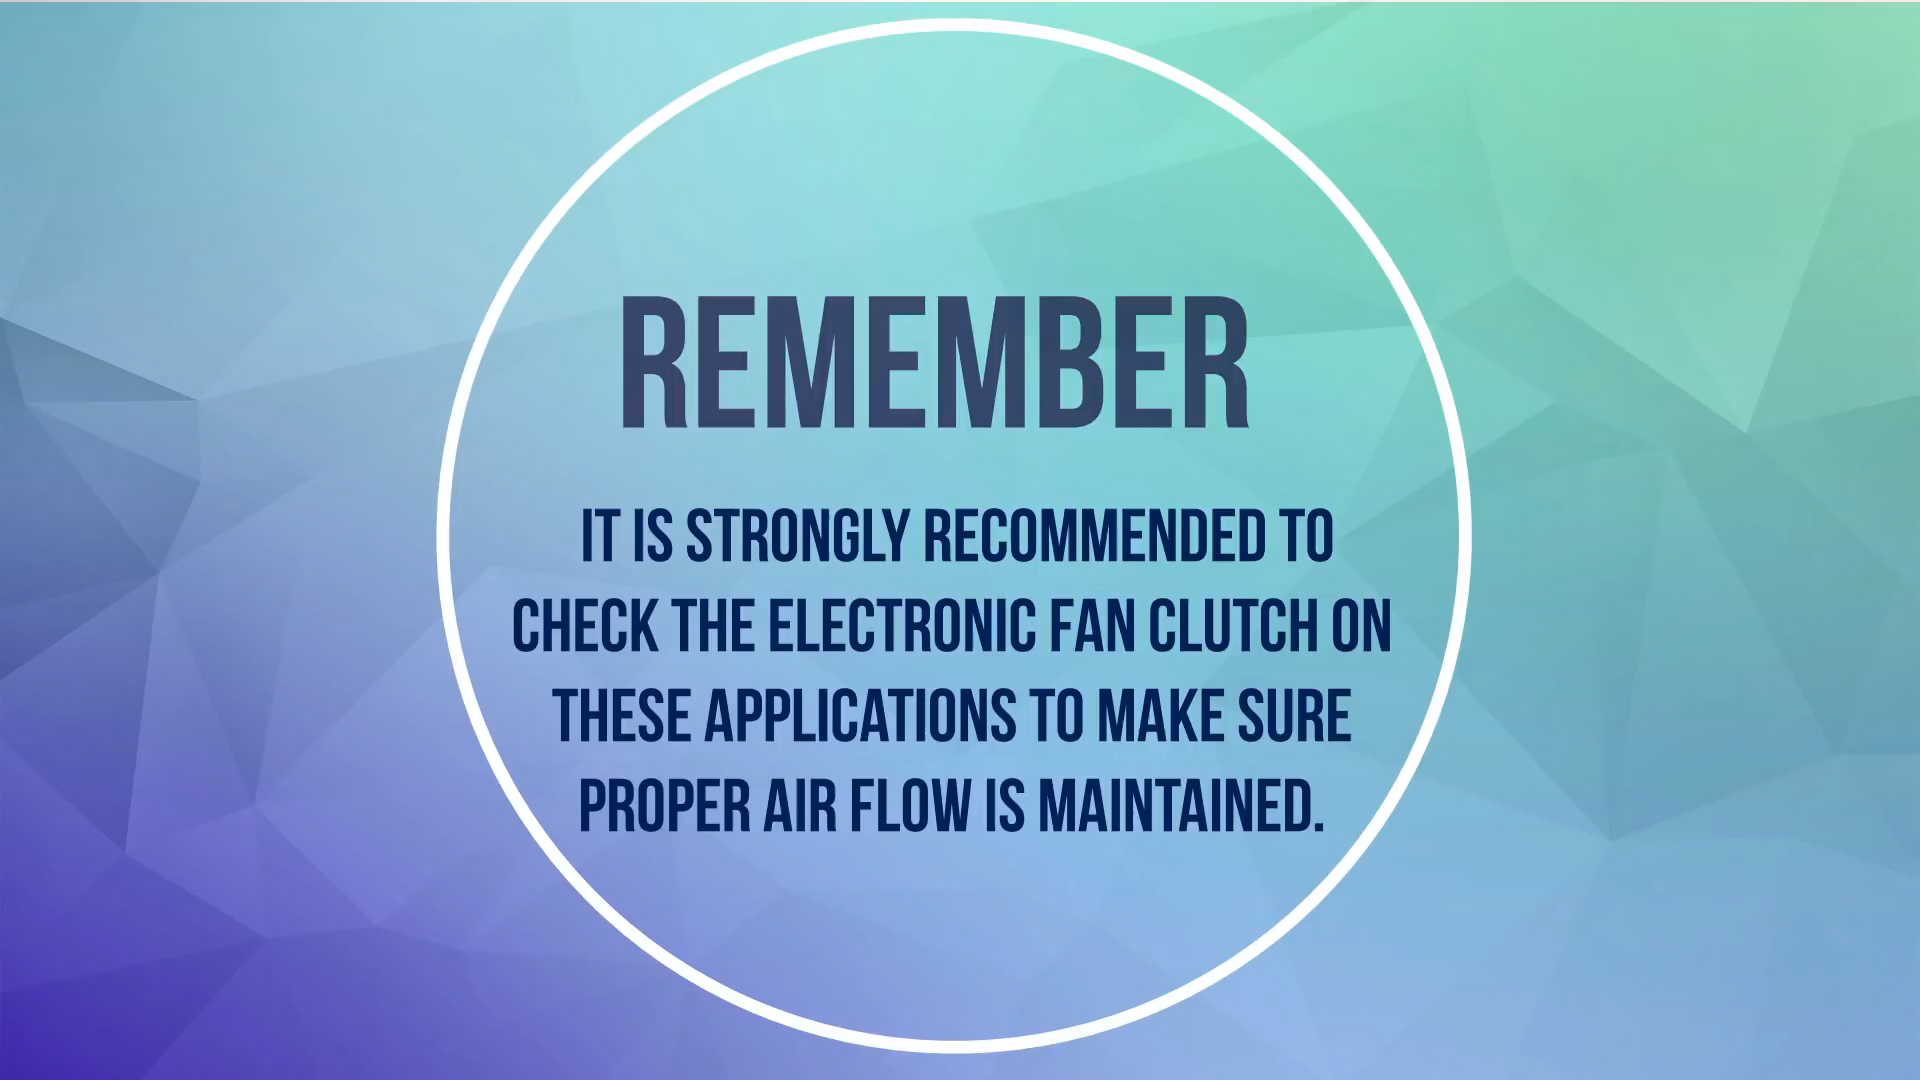 REMEMBER
IT IS STRONGLY RECOMMENDED TO
CHECK THE ELECTRONIC FAN CLUTCH ON
THESE APPLICATIONS TO MAKE SURE
PROPER AIR FLOW IS MAINTAINED.